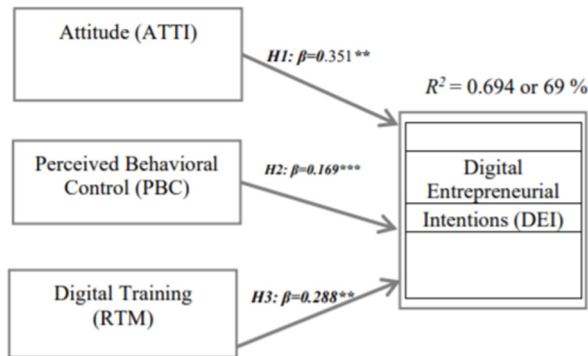 Attitude (ATTI)
H1: β=0.351 **
R² = 0.694 or 69 %
Perceived Behavioral
Control (PBC)
H2: β=0.169***
Digital
Entrepreneurial
Intentions (DEI)
Digital Training
(RTM)
H3: β=0.288**